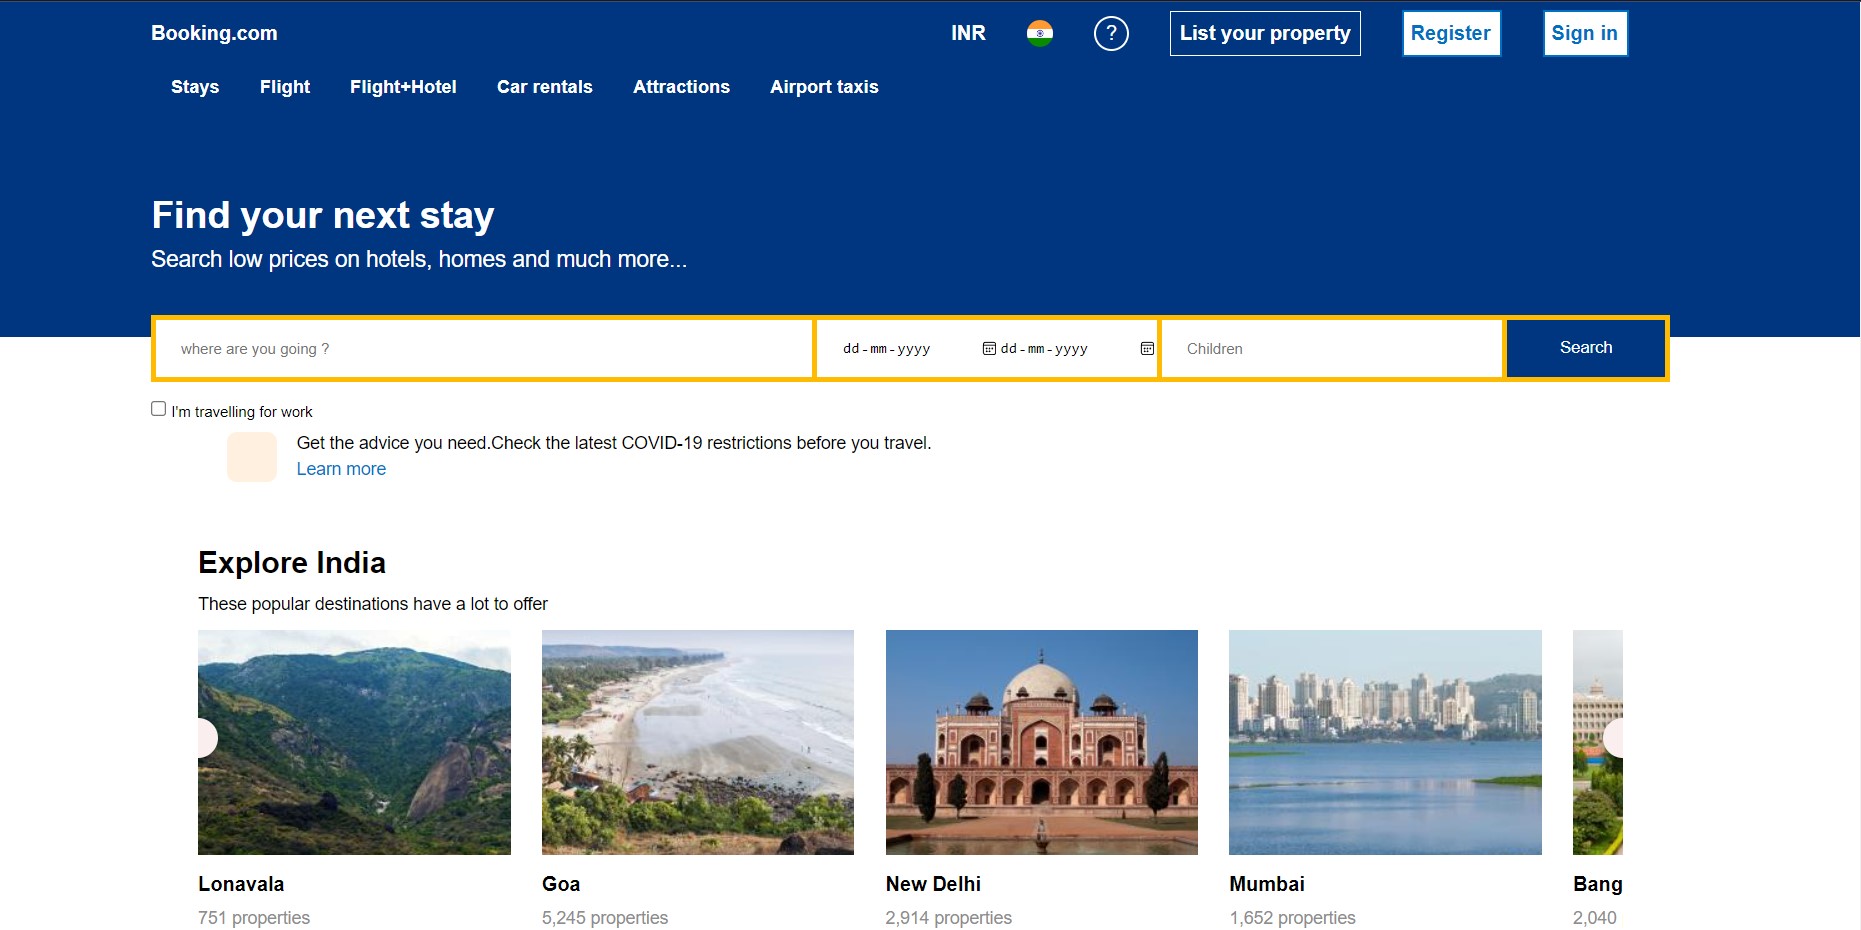 Booking.com
INR
?
List your property
Register
Sign in
Stays
Flight
Flight+Hotel
Car rentals
Attractions
Airport taxis
Find your next stay
Search low prices on hotels, homes and much more...
where are you going ?
dd-mm-yyyy
dd-mm-yyyy
Children
Search
I'm travelling for work
Get the advice you need.Check the latest COVID-19 restrictions before you travel.
Learn more
Explore India
These popular destinations have a lot to offer
Lonavala
751 properties
Goa
5,245 properties
New Delhi
2,914 properties
Mumbai
1,652 properties
Bang
2,040